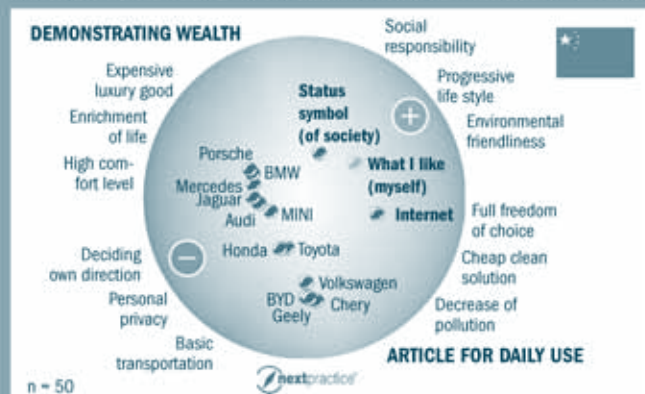 DEMONSTRATING WEALTH
Social
responsibility
Expensive
luxury good
Status
symbol
(of society)
Progressive
life style
Enrichment
of life
+
Environmental
friendliness
Porsche
BMW
What I like
(myself)
High com-
fort level
Mercedes
Jaguar
Audi
MINI
Internet
Full freedom
of choice
Honda
Toyota
Deciding
own direction
−
Cheap clean
solution
Volkswagen
Personal
privacy
BYD
Chery
Geely
Decrease of
pollution
Basic
transportation
ARTICLE FOR DAILY USE
n = 50
nextpractice